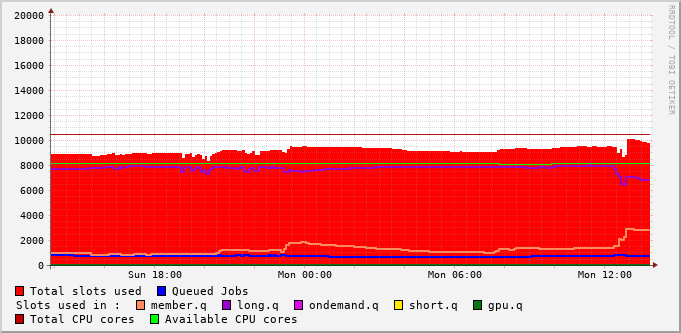 20000
18000
16000
14000
12000
10000
8000
6000
4000
2000
0
Sun 18:00 Mon 00:00 Mon 06:00 Mon 12:00
Total slots used Queued Jobs
Slots used in : member.q long.q ondemand.q short.q gpu.q
Total CPU cores Available CPU cores
RRDTOOL / TOBI OETIKER